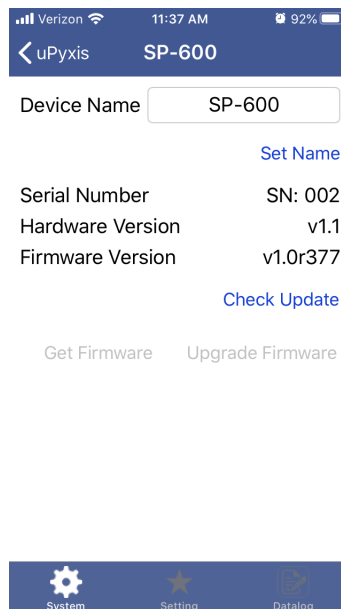 Verizon 11:37 AM 92%
uPyxis SP-600
Device Name SP-600
Set Name
Serial Number SN: 002
Hardware Version v1.1
Firmware Version v1.0r377
Check Update
Get Firmware Upgrade Firmware
System Setting Datalog